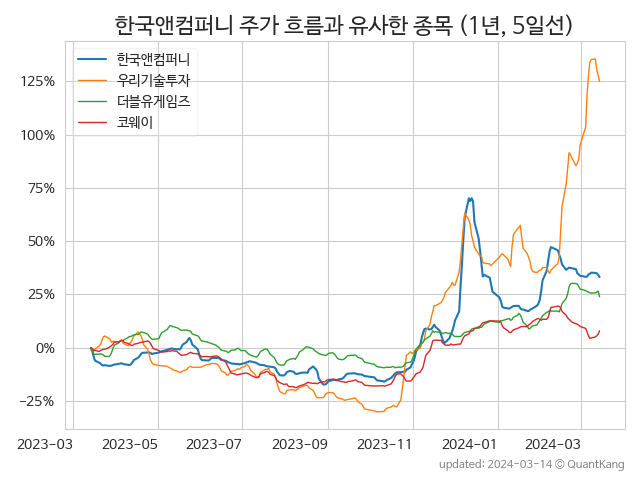 한국앤컴퍼니 주가 흐름과 유사한 종목 (1년, 5일선)
한국앤컴퍼니
우리기술투자
더블유게임즈
코웨이
125%
100%
75%
50%
25%
0%
−25%
2023-03 2023-05 2023-07 2023-09 2023-11 2024-01 2024-03
updated: 2024-03-14 © QuantKang